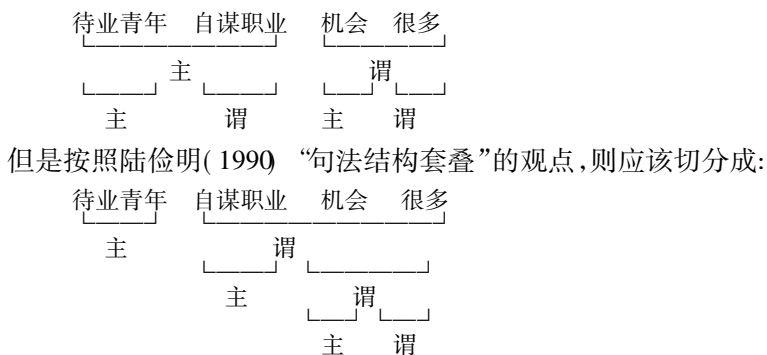 待业青年 自谋职业 机会 很多
主 谓
主 谓 主 谓
但是按照陆俭明(1990) “句法结构套叠”的观点,则应该切分成:
待业青年 自谋职业 机会 很多
主 谓
主 谓
主 谓